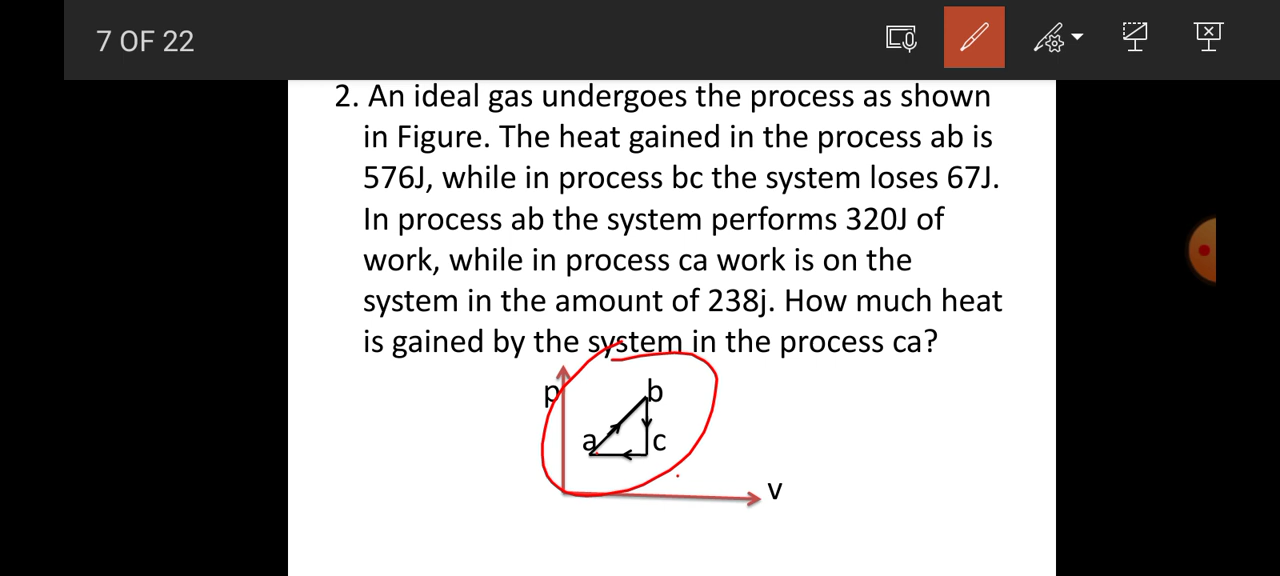 7 OF 22
2. An ideal gas undergoes the process as shown
in Figure. The heat gained in the process ab is
576J, while in process bc the system loses 67J.
In process ab the system performs 320J of
work, while in process ca work is on the
system in the amount of 238j. How much heat
is gained by the system in the process ca?
p
b
a
c
v